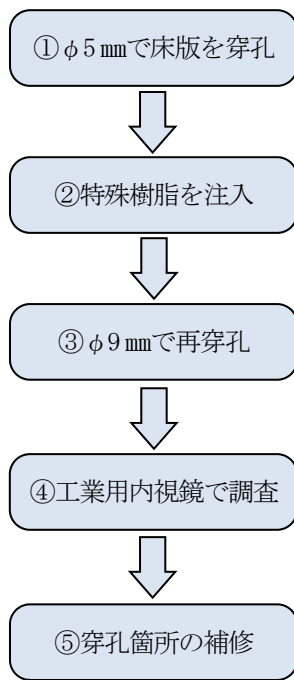 ①φ5㎜で床版を穿孔
②特殊樹脂を注入
③φ9㎜で再穿孔
④工業用内視鏡で調査
⑤穿孔箇所の補修